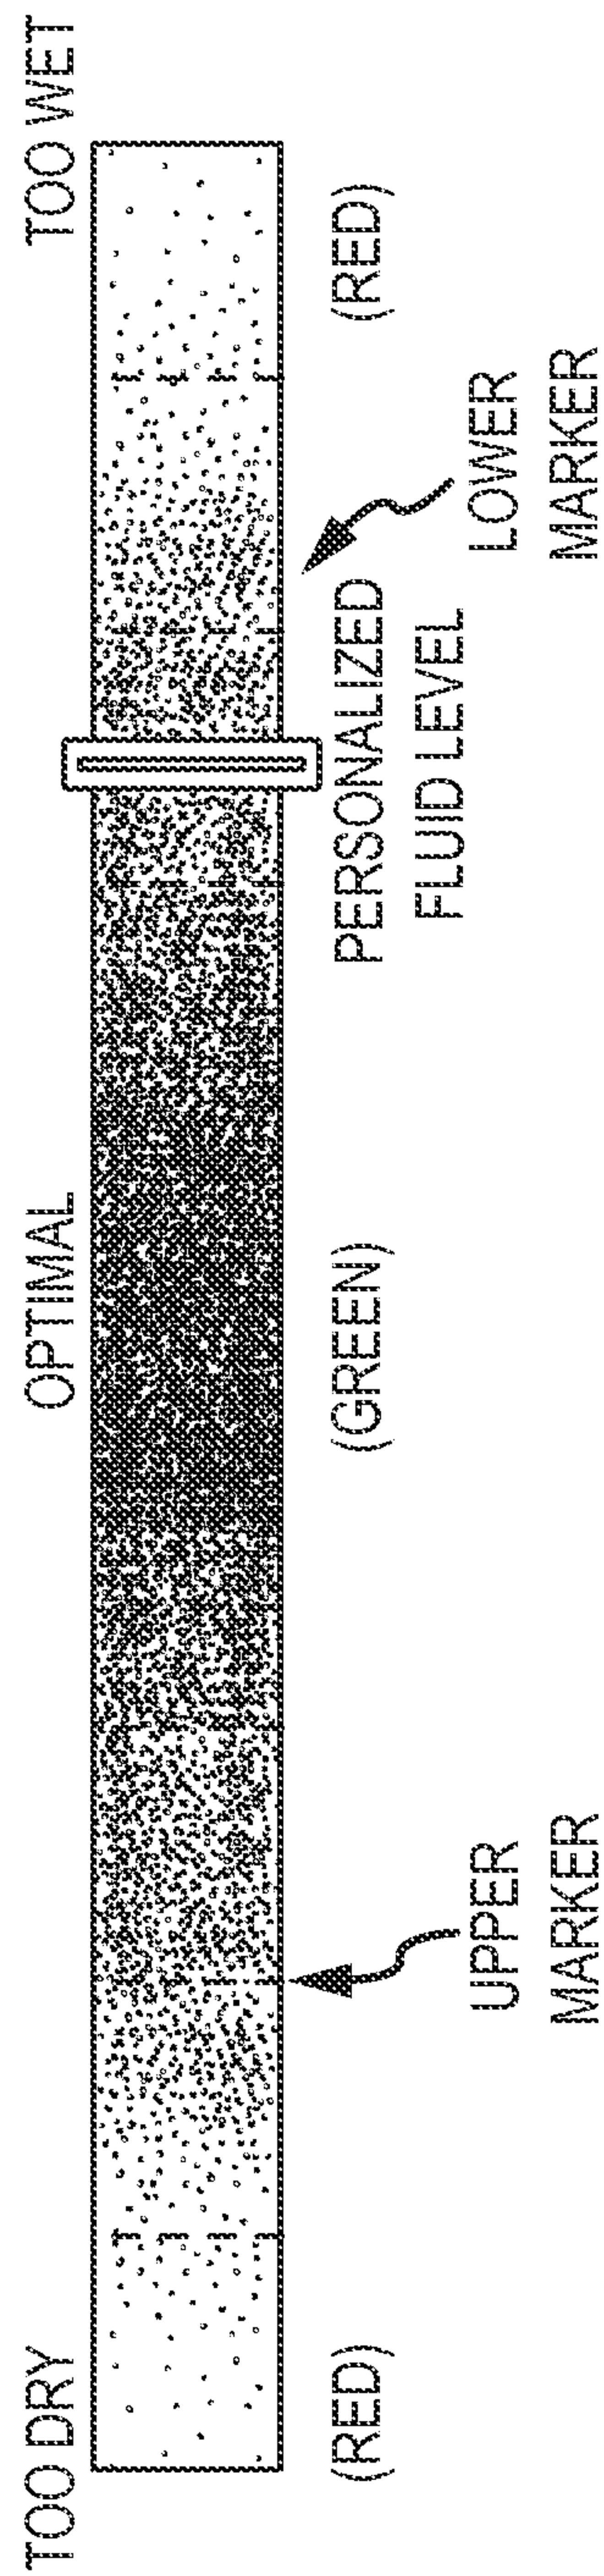 TOO DRY
OPTIMAL
TOO WET
(RED)
(GREEN)
PERSONALIZED
FLUID LEVEL
(RED)
UPPER
MARKER
LOWER
MARKER